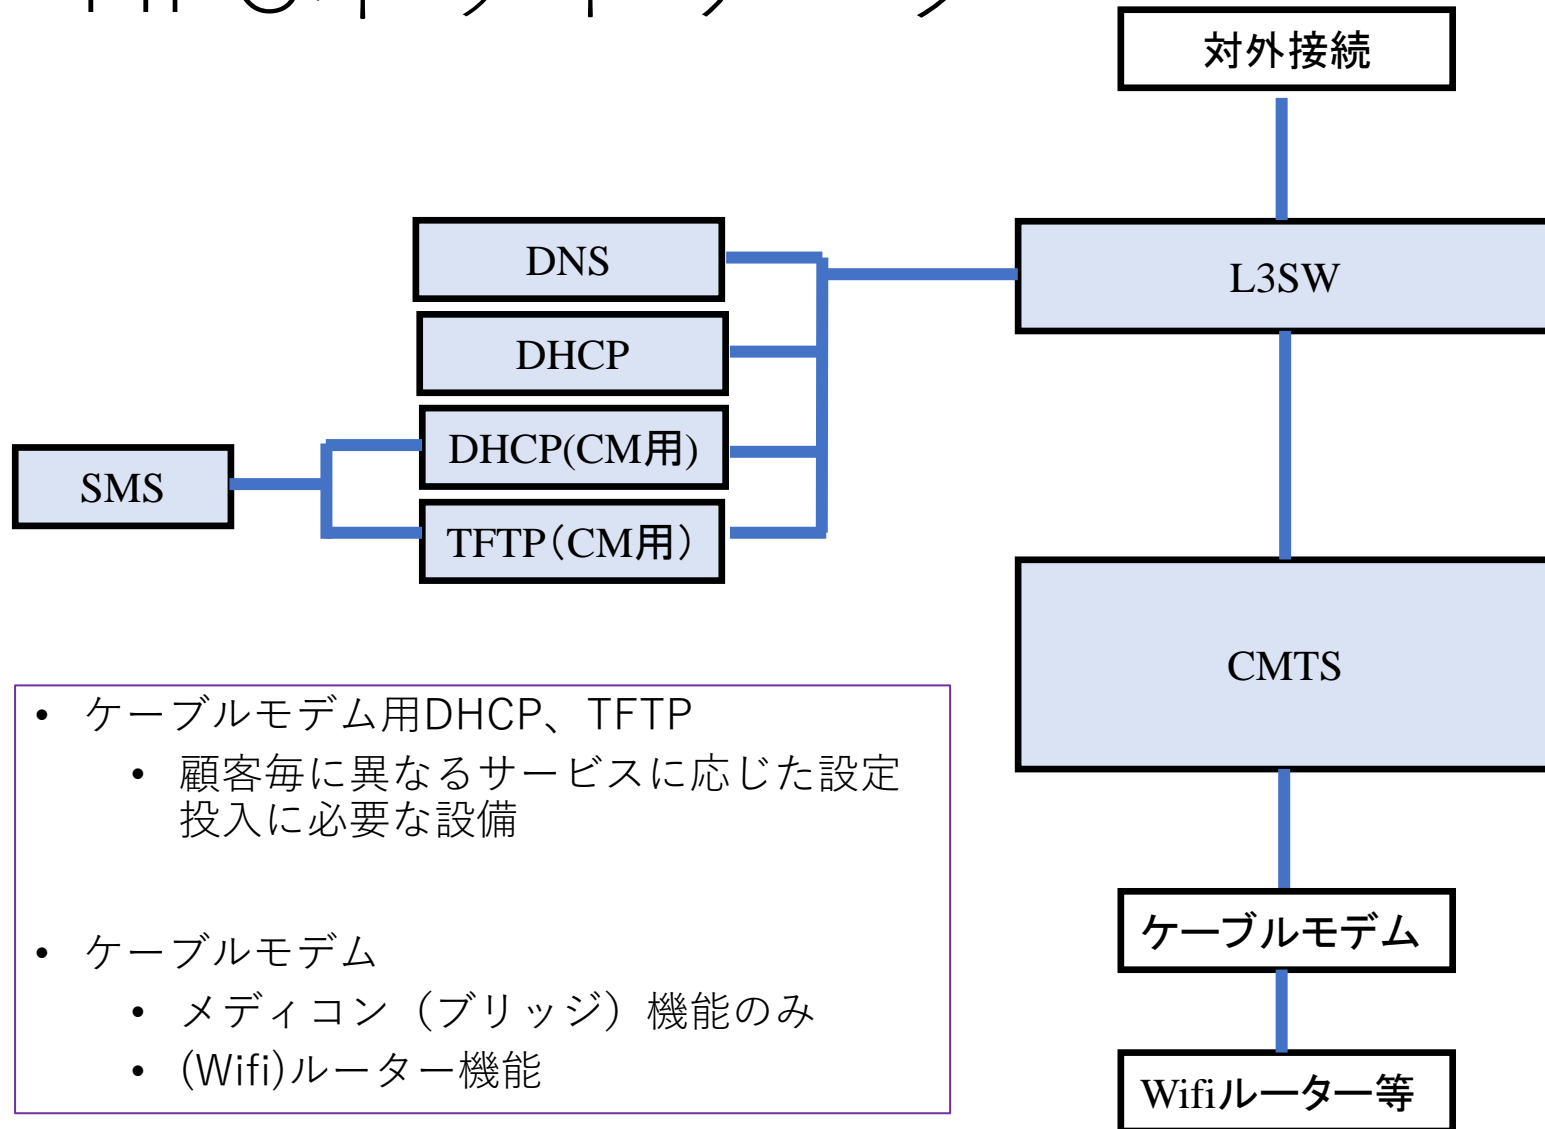 対外接続
DNS
L3SW
DHCP
DHCP(CM用)
SMS
TFTP（CM用）
CMTS
• ケーブルモデム用DHCP、TFTP
• 顧客毎に異なるサービスに応じた設定
投入に必要な設備
• ケーブルモデム
• メディコン（ブリッジ）機能のみ
• (Wifi)ルーター機能
ケーブルモデム
Wifiルーター等